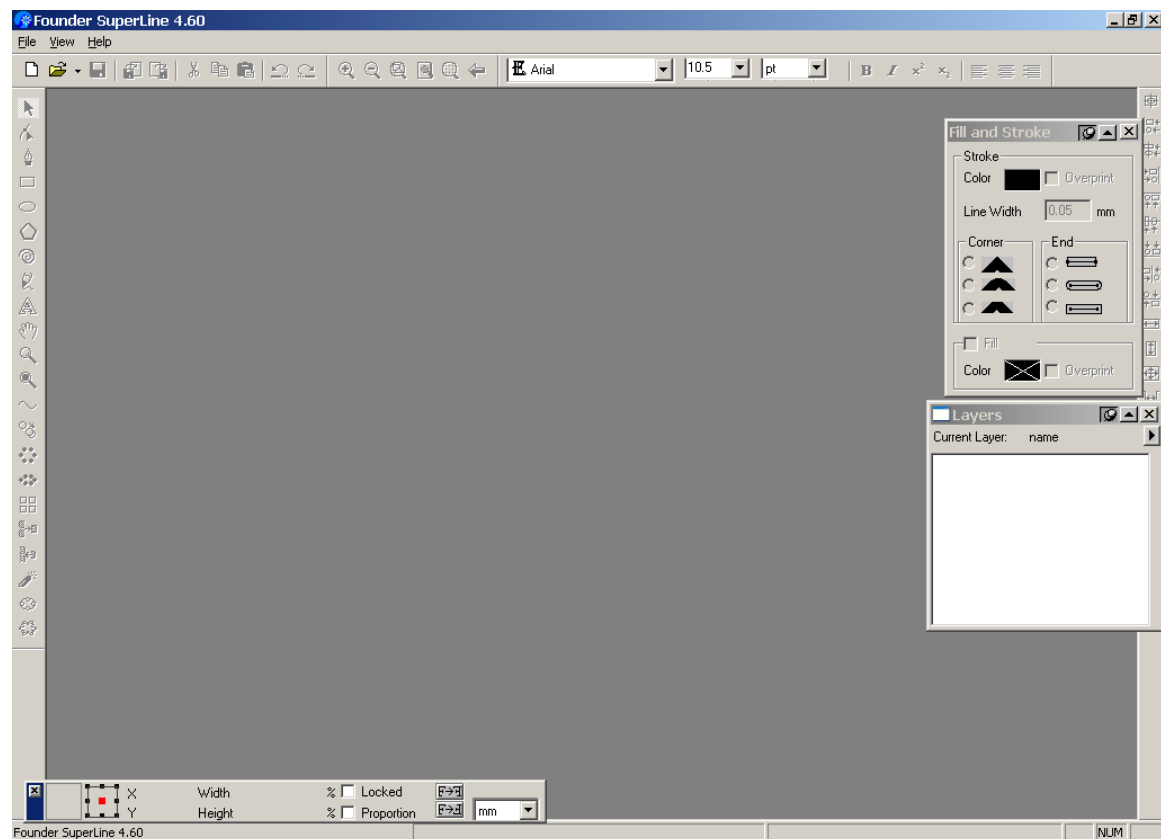 Founder SuperLine 4.60
File View Help
Arial 10.5 pt B I x² x₂
Fill and Stroke
Stroke
Color Overprint
Line Width 0.05 mm
Corner End
Fill
Color Overprint
Layers
Current Layer: name
X Width % Locked
Y Height % Proportion mm
Founder SuperLine 4.60 NUM